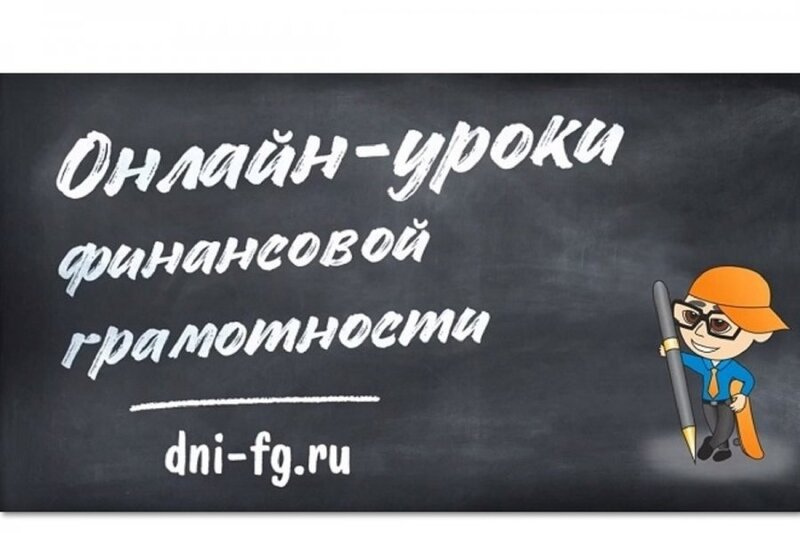 Онлайн-уроки
финансовой
грамотности
dni-fg.ru